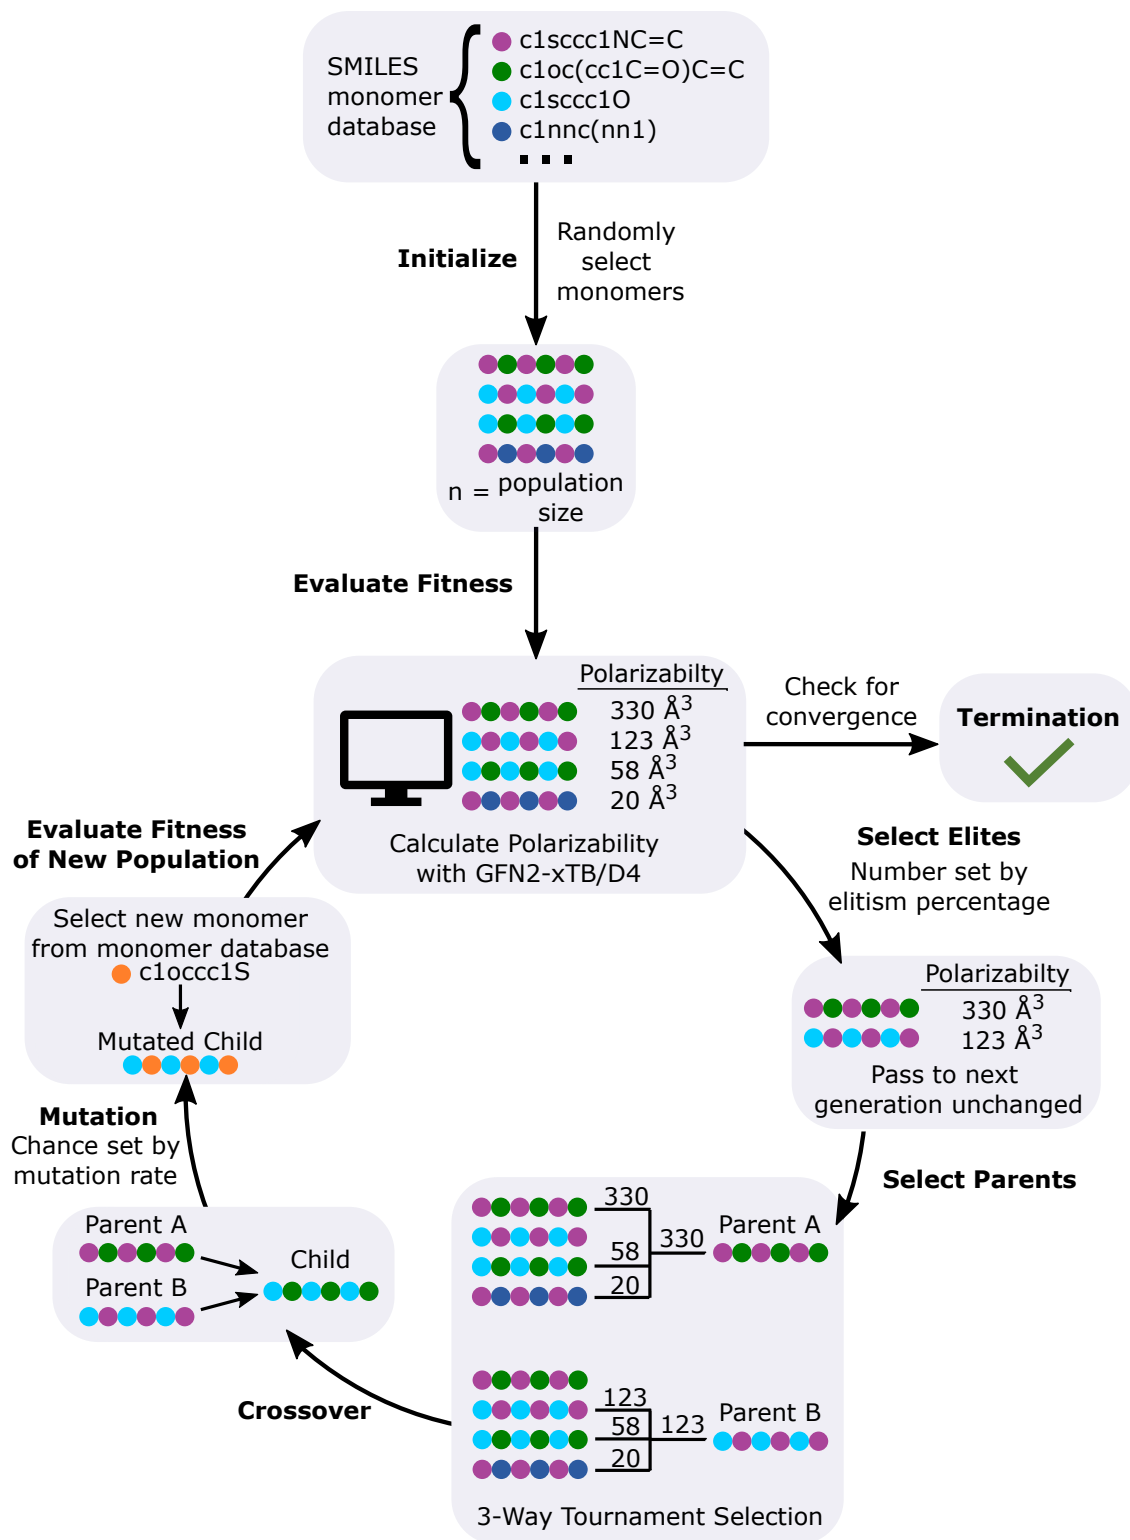 SMILES
monomer
database
c1sccc1NC=C
c1oc(cc1C=O)C=C
c1sccc1O
c1nnc(nn1)
...
Initialize
Randomly
select
monomers
n = population
size
Evaluate Fitness
Polarizabilty
330 Å³
123 Å³
58 Å³
20 Å³
Calculate Polarizability
with GFN2-xTB/D4
Check for
convergence
Termination
Select Elites
Number set by
elitism percentage
Polarizabilty
330 Å³
123 Å³
Pass to next
generation unchanged
Select Parents
330
58
20
330
Parent A
123
58
20
123
Parent B
3-Way Tournament Selection
Crossover
Parent A
Parent B
Child
Mutation
Chance set by
mutation rate
Select new monomer
from monomer database
c1occc1S
Mutated Child
Evaluate Fitness
of New Population